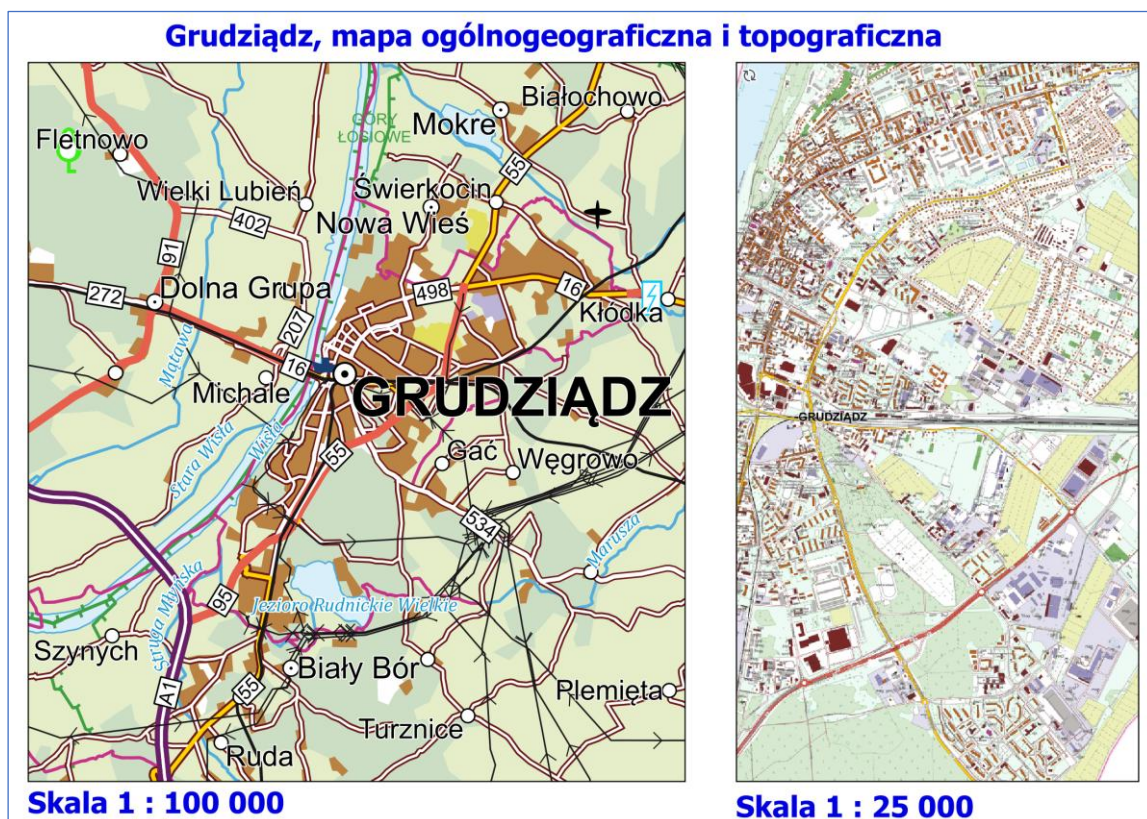 Grudziądz, mapa ogólnogeograficzna i topograficzna
Białochowo
Mokre
GÓRY
ŁOSIOWE
Fletnowo
55
Wielki Lubień
Świerkocin
402
Nowa Wieś
91
272
Dolna Grupa
498
16
Kłódka
207
Mątawa
16
Michale
GRUDZIĄDZ
Stara Wisła
Wisła
55
Gać
Węgrowo
534
Marusza
Struga Młyńska
95
Jezioro Rudnickie Wielkie
Szynych
A1
Biały Bór
55
Plemięta
Turznice
Ruda
GRUDZIĄDZ
Skala 1 : 100 000
Skala 1 : 25 000